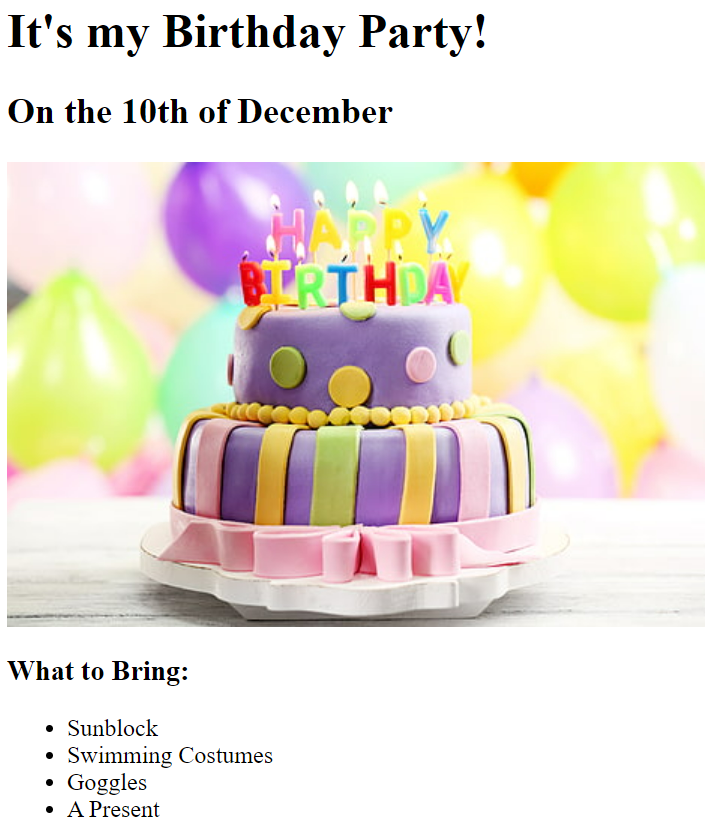 It's my Birthday Party!
On the 10th of December
HAPPY
BIRTHDAY
What to Bring:
Sunblock
Swimming Costumes
Goggles
A Present